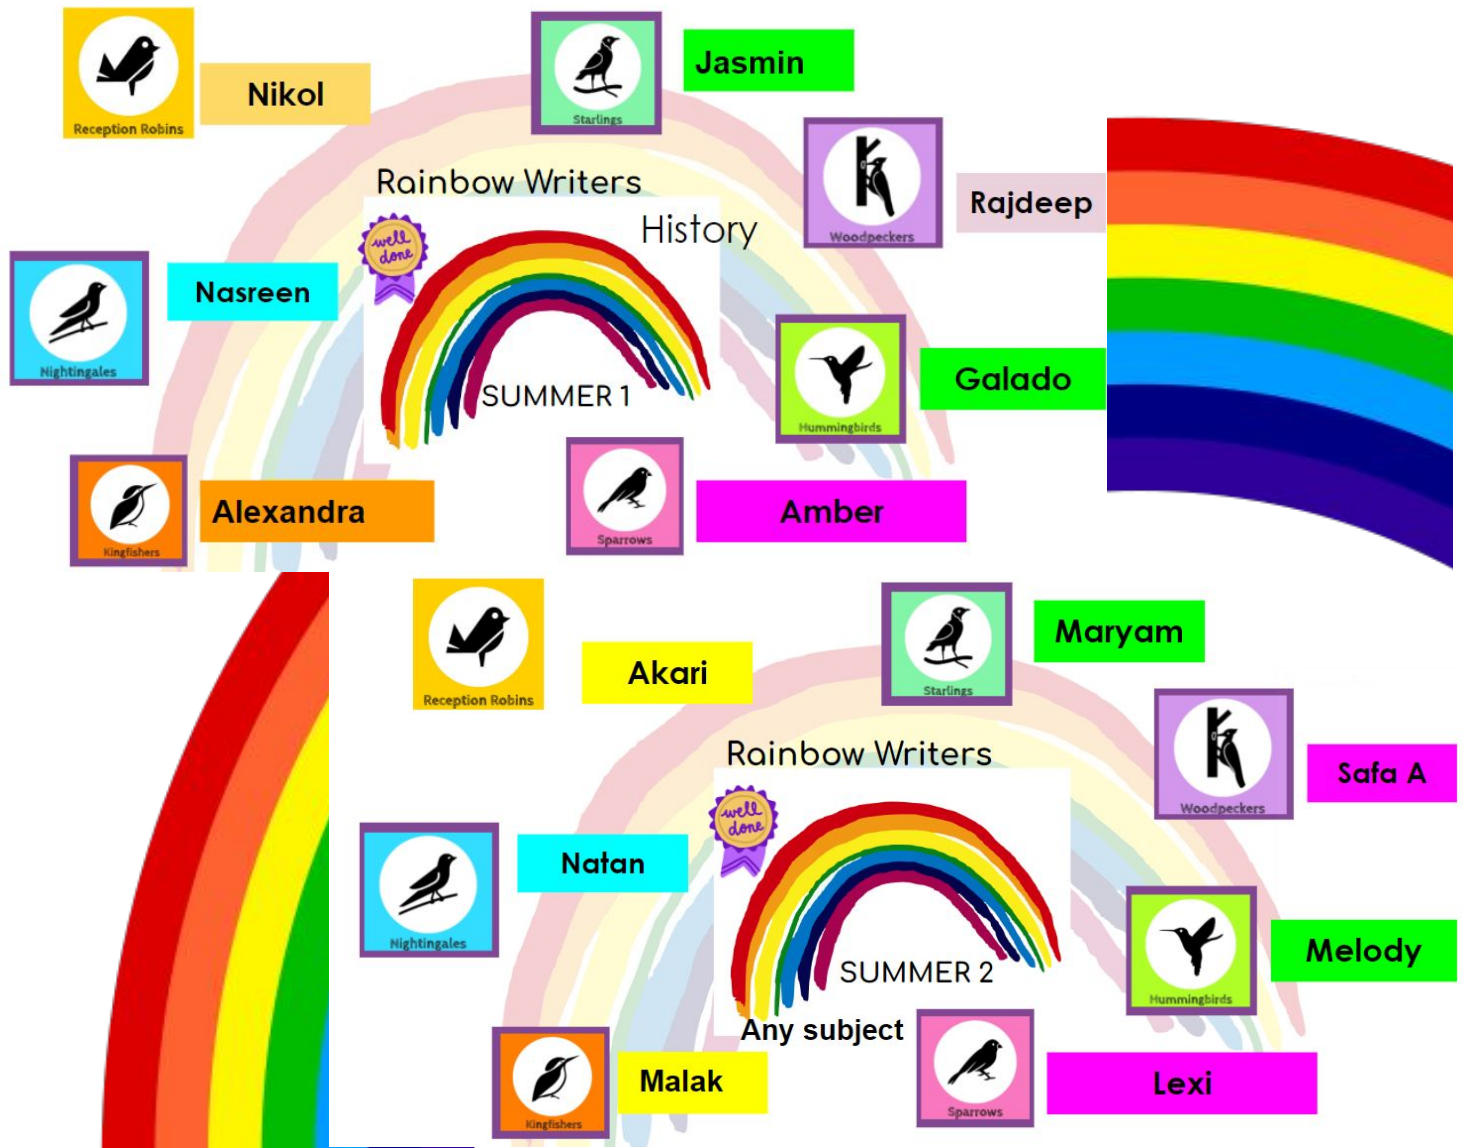 Reception Robins
Nikol
Starlings
Jasmin
Woodpeckers
Rajdeep
Rainbow Writers
History
well
done
Nightingales
Nasreen
SUMMER 1
Hummingbirds
Galado
Kingfishers
Alexandra
Sparrows
Amber
Reception Robins
Akari
Starlings
Maryam
Woodpeckers
Safa A
Rainbow Writers
well
done
Nightingales
Natan
SUMMER 2
Any subject
Hummingbirds
Melody
Kingfishers
Malak
Sparrows
Lexi